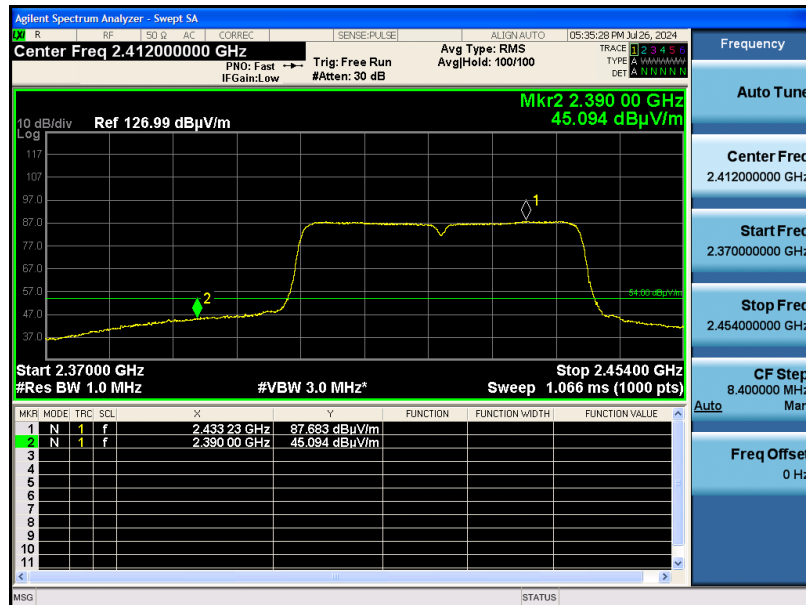 Agilent Spectrum Analyzer - Swept SA
LXI R RF 50 Ω AC CORREC SENSE:PULSE ALIGN AUTO 05:35:28 PM Jul 26, 2024
Center Freq 2.412000000 GHz
PNO: Fast
IFGain:Low
Trig: Free Run
#Atten: 30 dB
Avg Type: RMS
Avg|Hold: 100/100
TRACE 1 2 3 4 5 6
TYPE A WWWWW
DET A N N N N N
Mkr2 2.390 00 GHz
45.094 dBµV/m
10 dB/div Ref 126.99 dBµV/m
Log
117
107
97.0
87.0
77.0
67.0
57.0
47.0
37.0
1
2
54.00 dBµV/m
Start 2.37000 GHz Stop 2.45400 GHz
#Res BW 1.0 MHz #VBW 3.0 MHz* Sweep 1.066 ms (1000 pts)
MKR MODE TRC SCL X Y FUNCTION FUNCTION WIDTH FUNCTION VALUE
1 N 1 f 2.433 23 GHz 87.683 dBµV/m
2 N 1 f 2.390 00 GHz 45.094 dBµV/m
3
4
5
6
7
8
9
10
11
MSG STATUS
Frequency
Auto Tune
Center Freq
2.412000000 GHz
Start Freq
2.370000000 GHz
Stop Freq
2.454000000 GHz
CF Step
8.400000 MHz
Auto Man
Freq Offset
0 Hz